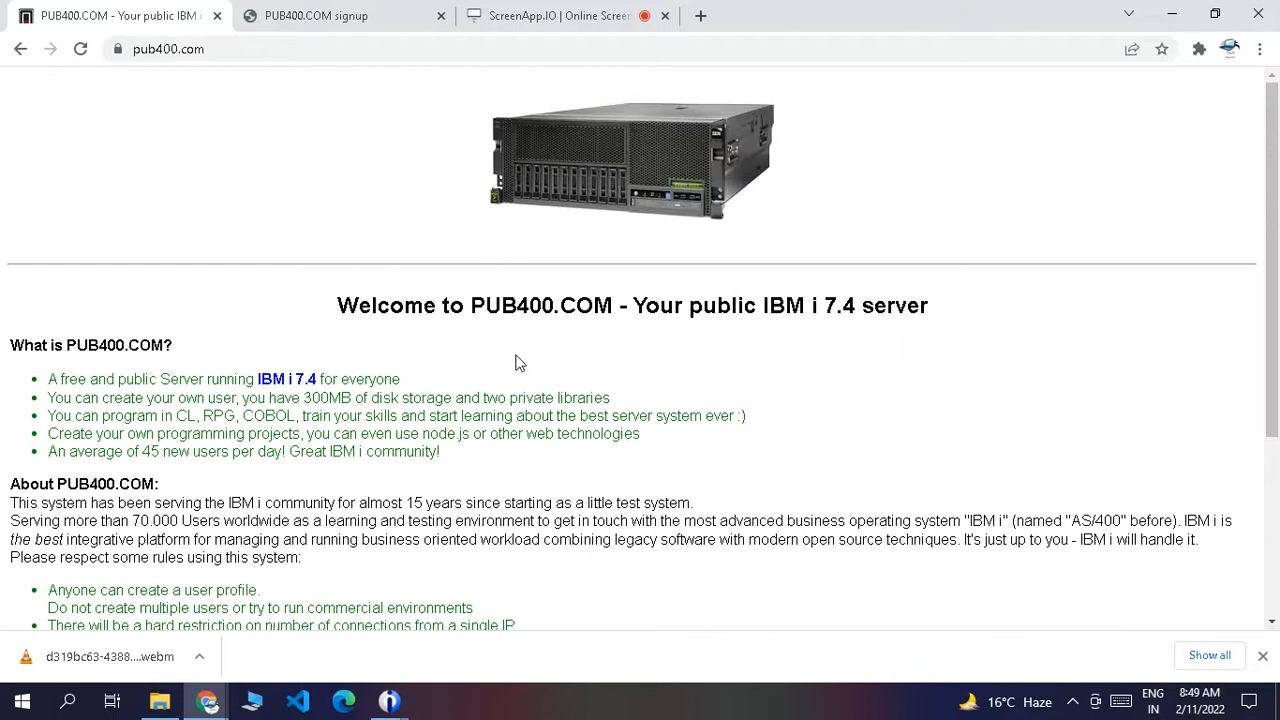 PUB400.COM - Your public IBM i
PUB400.COM signup
ScreenApp.IO | Online Screen
pub400.com
Welcome to PUB400.COM - Your public IBM i 7.4 server
What is PUB400.COM?
A free and public Server running IBM i 7.4 for everyone
You can create your own user, you have 300MB of disk storage and two private libraries
You can program in CL, RPG, COBOL, train your skills and start learning about the best server system ever :)
Create your own programming projects, you can even use node.js or other web technologies
An average of 45 new users per day! Great IBM i community!
About PUB400.COM:
This system has been serving the IBM i community for almost 15 years since starting as a little test system.
Serving more than 70.000 Users worldwide as a learning and testing environment to get in touch with the most advanced business operating system "IBM i" (named "AS/400" before). IBM i is
the best integrative platform for managing and running business oriented workload combining legacy software with modern open source techniques. It's just up to you - IBM i will handle it.
Please respect some rules using this system:
Anyone can create a user profile.
Do not create multiple users or try to run commercial environments
There will be a hard restriction on number of connections from a single IP
d319bc63-4388....webm
Show all
16°C Haze
ENG
IN
8:49 AM
2/11/2022